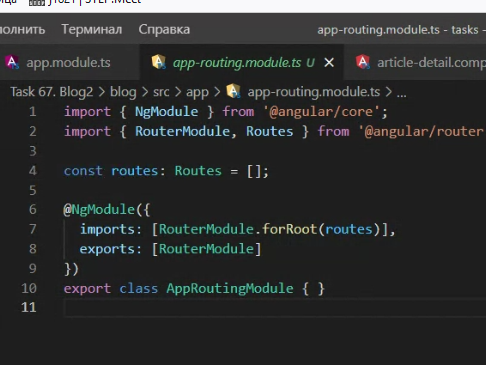 J1621 | STEP.Meet
полнить Терминал Справка app-routing.module.ts - tasks -
app.module.ts app-routing.module.ts U × article-detail.comp
Task 67. Blog2 > blog > src > app > app-routing.module.ts > ...
1 import { NgModule } from '@angular/core';
2 import { RouterModule, Routes } from '@angular/router
3
4 const routes: Routes = [];
5
6 @NgModule({
7 imports: [RouterModule.forRoot(routes)],
8 exports: [RouterModule]
9 })
10 export class AppRoutingModule { }
11